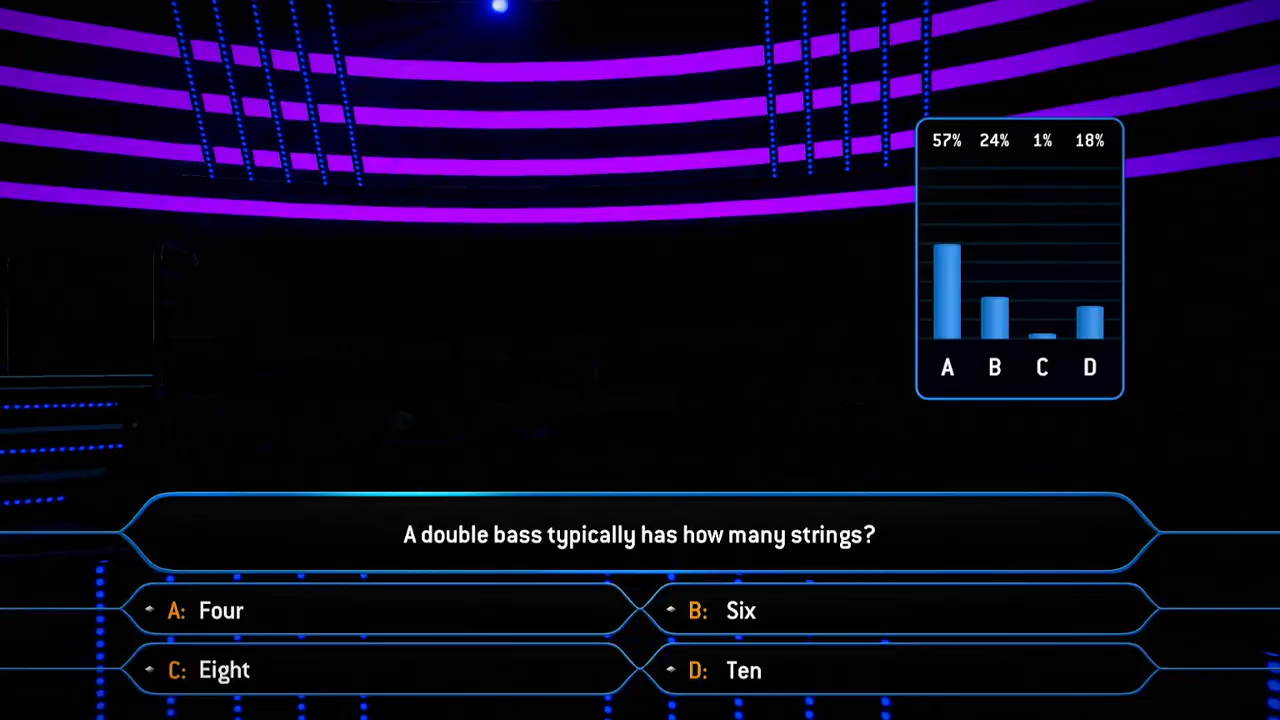 57% 24% 1% 18%
A B C D
A double bass typically has how many strings?
A: Four
B: Six
C: Eight
D: Ten